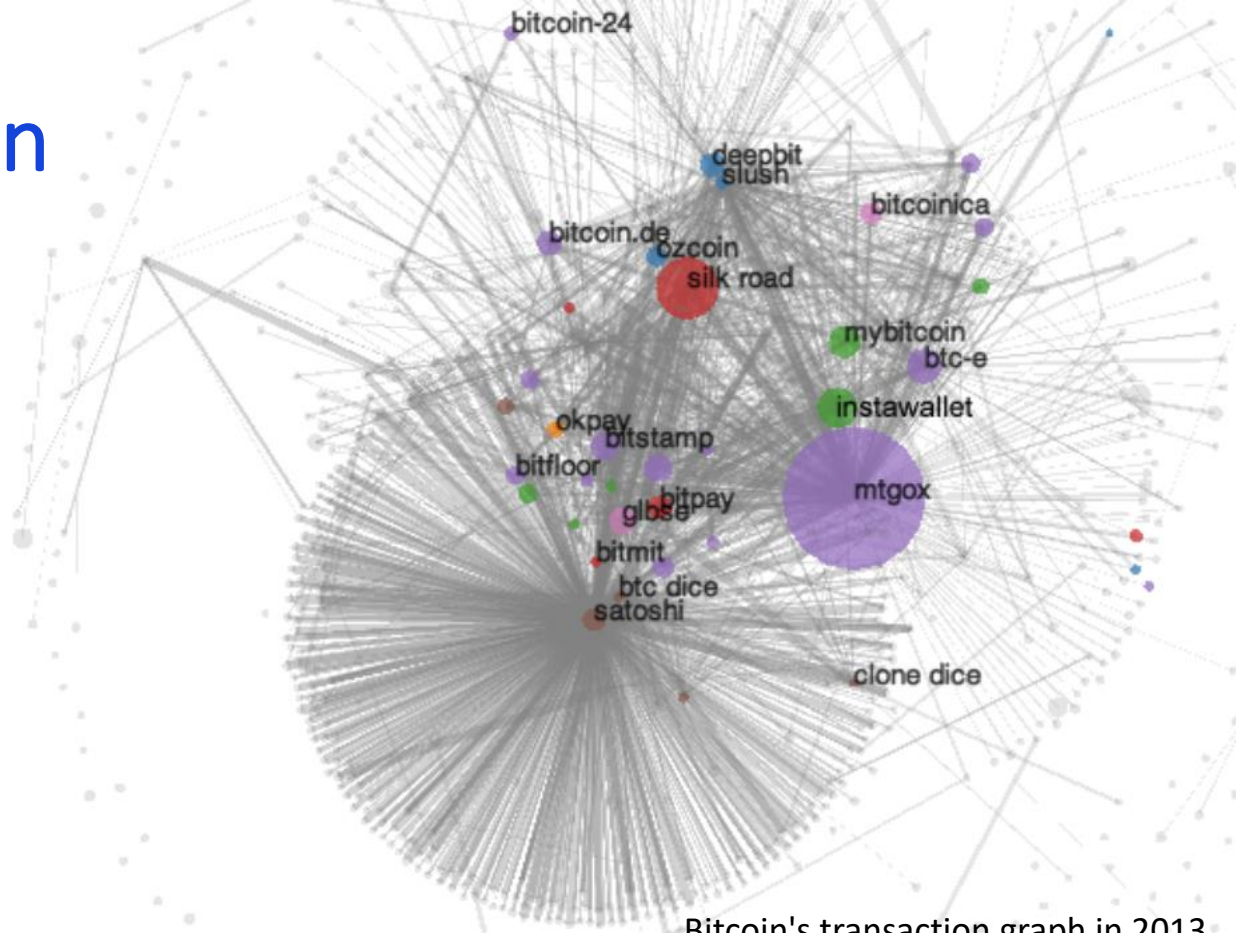 bitcoin-24
n
deepbit
slush
bitcoinica
bitcoin.de
ozcoin
silk road
mybitcoin
btc-e
instawallet
okpay
bitstamp
bitfloor
mtgox
bitpay
glbse
bitmit
btc dice
satoshi
clone dice
Bitcoin's transaction graph in 2013